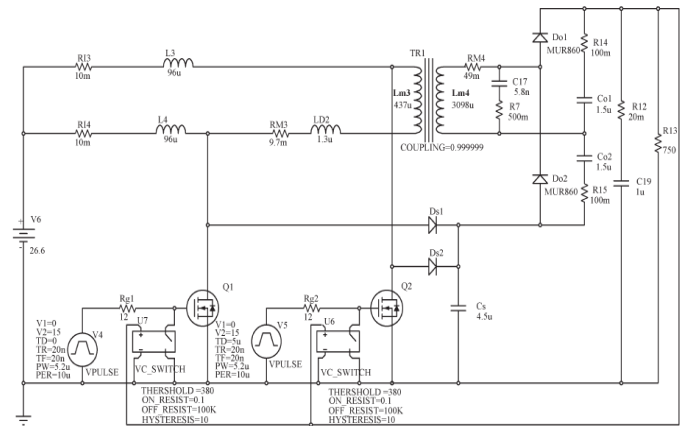 RI3
10m
L3
96u
TR1
Lm3
437u
Lm4
3098u
COUPLING=0.999999
RM4
49m
C17
5.8n
R7
500m
Do1
MUR860
R14
100m
Co1
1.5u
R12
20m
R13
750
RI4
10m
L4
96u
RM3
9.7m
LD2
1.3u
Co2
1.5u
Do2
MUR860
R15
100m
C19
1u
+
V6
-
26.6
Ds1
Ds2
Cs
4.5u
Q1
Rg1
12
U7
V1=0
V2=15
TD=0
TR=20n
TF=20n
PW=5.2u
PER=10u
V4
VPULSE
+
-
VC_SWITCH
THERSHOLD =380
ON_RESIST=0.1
OFF_RESIST=100K
HYSTERESIS=10
Q2
Rg2
12
U6
V1=0
V2=15
TD=5u
TR=20n
TF=20n
PW=5.2u
PER=10u
V5
VPULSE
+
-
VC_SWITCH
THERSHOLD =380
ON_RESIST=0.1
OFF_RESIST=100K
HYSTERESIS=10